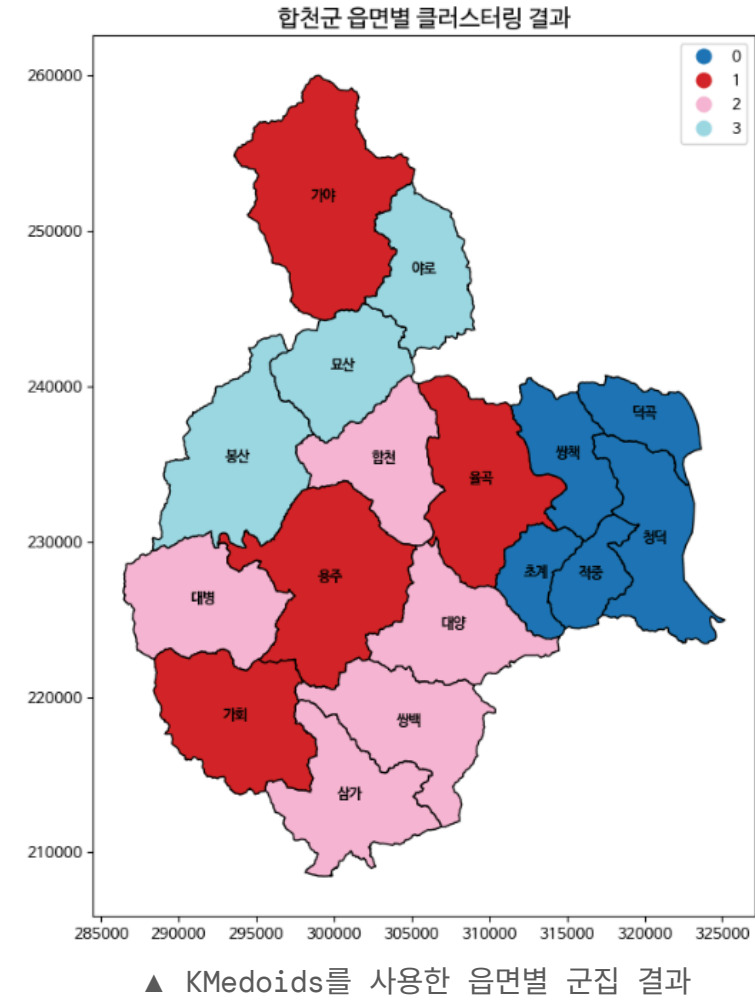 합천군 읍면별 클러스터링 결과
0
1
2
3
260000
250000
240000
230000
220000
210000
가야
야로
묘산
봉산
합천
율곡
쌍책
덕곡
청덕
초계
적중
용주
대병
대양
가회
쌍백
삼가
285000 290000 295000 300000 305000 310000 315000 320000 325000
▲ KMedoids를 사용한 읍면별 군집 결과